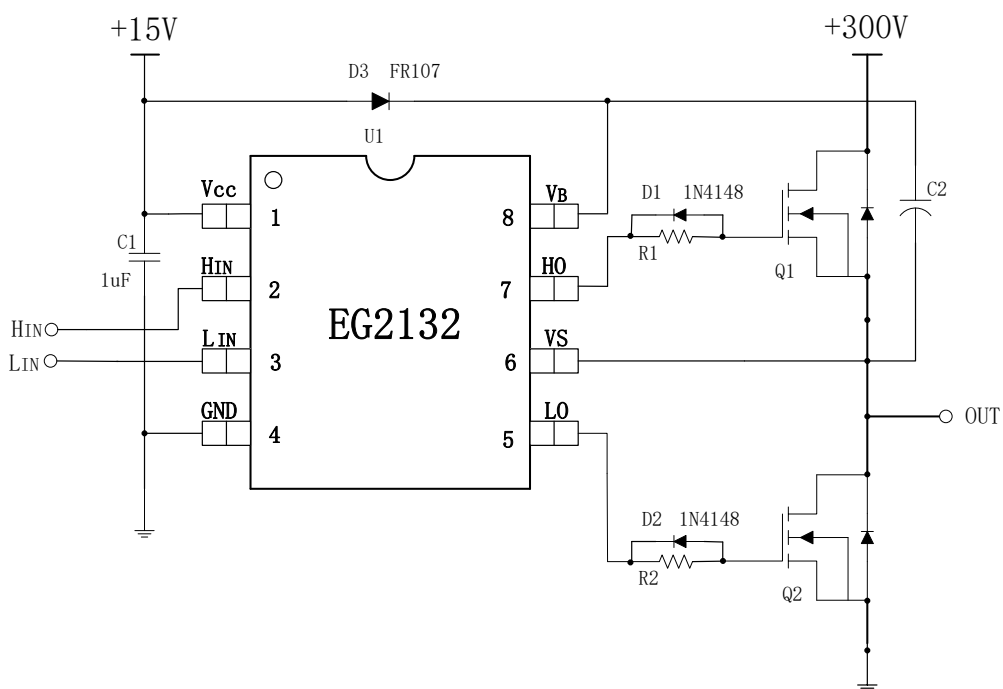 +15V
+300V
D3 FR107
U1
Vcc
1
VB
8
D1 1N4148
R1
C2
Q1
C1
1uF
HIN
2
HO
7
EG2132
HIN
LIN
LIN
3
VS
6
GND
4
LO
5
OUT
D2 1N4148
R2
Q2